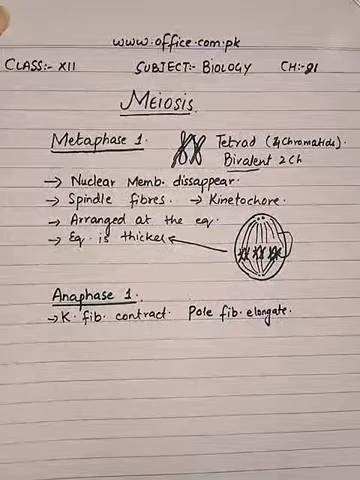 www.office.com.pk
CLASS:- XII SUBJECT:- BIOLOGY CH:- 21
MEIOSIS
Metaphase 1. Tetrad (4 Chromatids).
Bivalent 2 Ch
→ Nuclear Memb. dissappear.
→ Spindle fibres. → Kinetochore.
→ Arranged at the eq.
→ Eq. is thicker
Anaphase 1.
→ K. fib. contract. Pole fib. elongate.